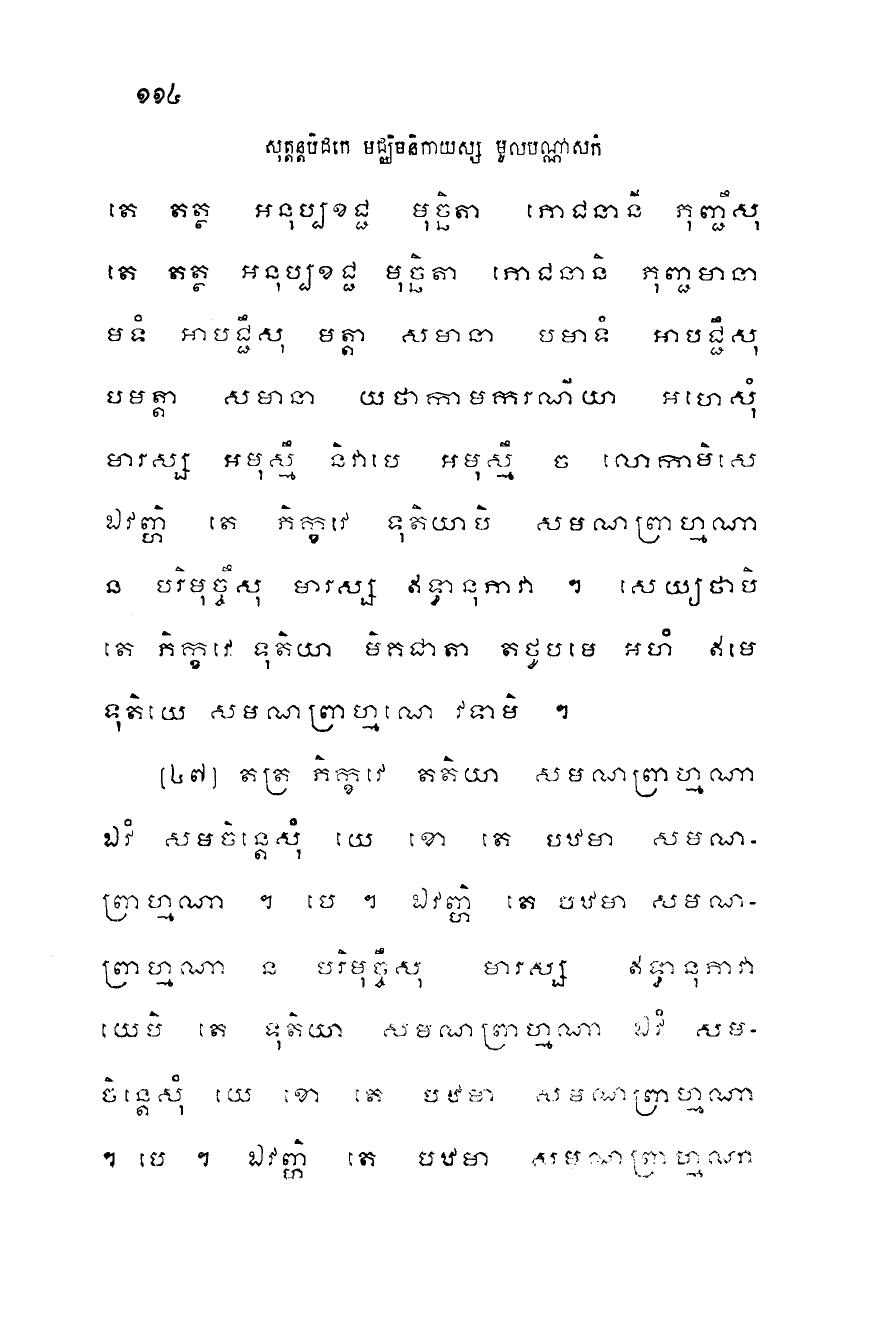 ១១៤
សុត្តន្តបិដកេ មជ្ឈិមនិកាយស្ស មូលបណ្ណាសកំ
តេ តត្ថ អនុប្បខជ្ជ មុច្ឆិតា ភោជនានិ ភុញ្ជឹសុ
តេ តត្ថ អនុប្បខជ្ជ មុច្ឆិតា ភោជនានិ ភុញ្ជមានា
មទំ អាបជ្ជឹសុ មត្តា សមានា បមាទំ អាបជ្ជឹសុ
បមត្តា សមានា យថាកាមករណីយា អហេសុំ
មារស្ស អមុស្មឹ និវាបេ អមុស្មឹ ច លោកាមិសេ
ឯវញ្ហិ តេ ភិក្ខវេ ទុតិយាបិ សមណព្រាហ្មណា
ន បរិមុច្ចឹសុ មារស្ស ឥទ្ធានុភាវា ។ សេយ្យថាបិ
តេ ភិក្ខវេ ទុតិយា មិគជាតា តថូបមេ អហំ ឥមេ
ទុតិយេ សមណព្រាហ្មណេ វទាមិ ។
[៤៧] តត្រ ភិក្ខវេ តតិយា សមណព្រាហ្មណា
ឯវំ សមចិន្តេសុំ យេ ខោ តេ បឋមា សមណ-
ព្រាហ្មណា ។ បេ ។ ឯវញ្ហិ តេ បឋមា សមណ-
ព្រាហ្មណា ន បរិមុច្ចឹសុ មារស្ស ឥទ្ធានុភាវា
យេបិ តេ ទុតិយា សមណព្រាហ្មណា ឯវំ សម-
ចិន្តេសុំ យេ ខោ តេ បឋមា សមណព្រាហ្មណា
។ បេ ។ ឯវញ្ហិ តេ បឋមា សមណព្រាហ្មណា